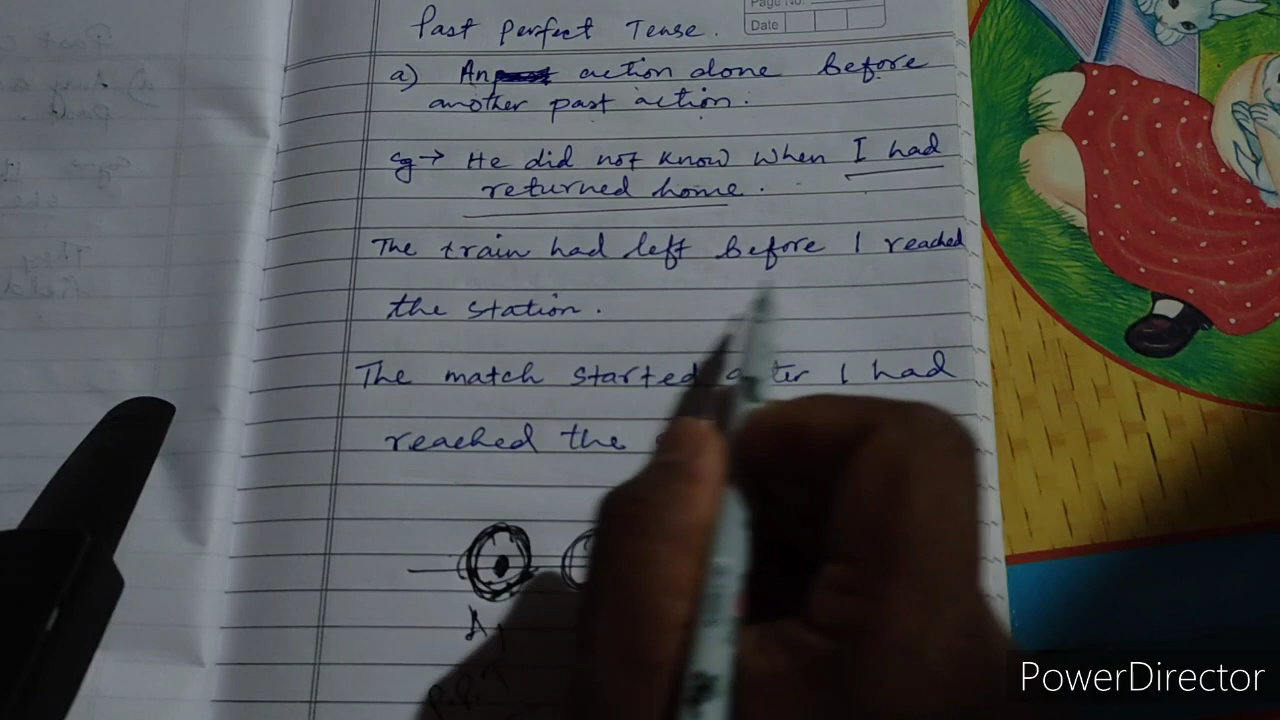 Page No.
Date
Past Perfect Tense.
a) An action done before
another past action.
eg → He did not know when I had
returned home.
The train had left before I reached
the station.
The match started after I had
reached the
A1
P.P.T
PowerDirector